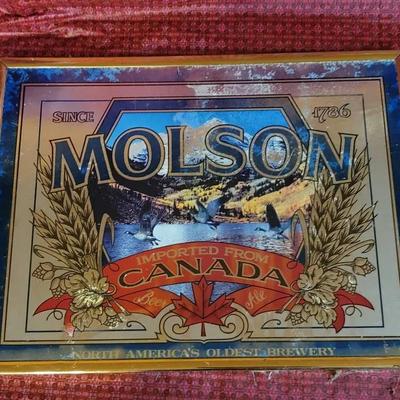 SINCE 1786
MOLSON
IMPORTED FROM
CANADA
Beer Ale
NORTH AMERICA'S OLDEST BREWERY